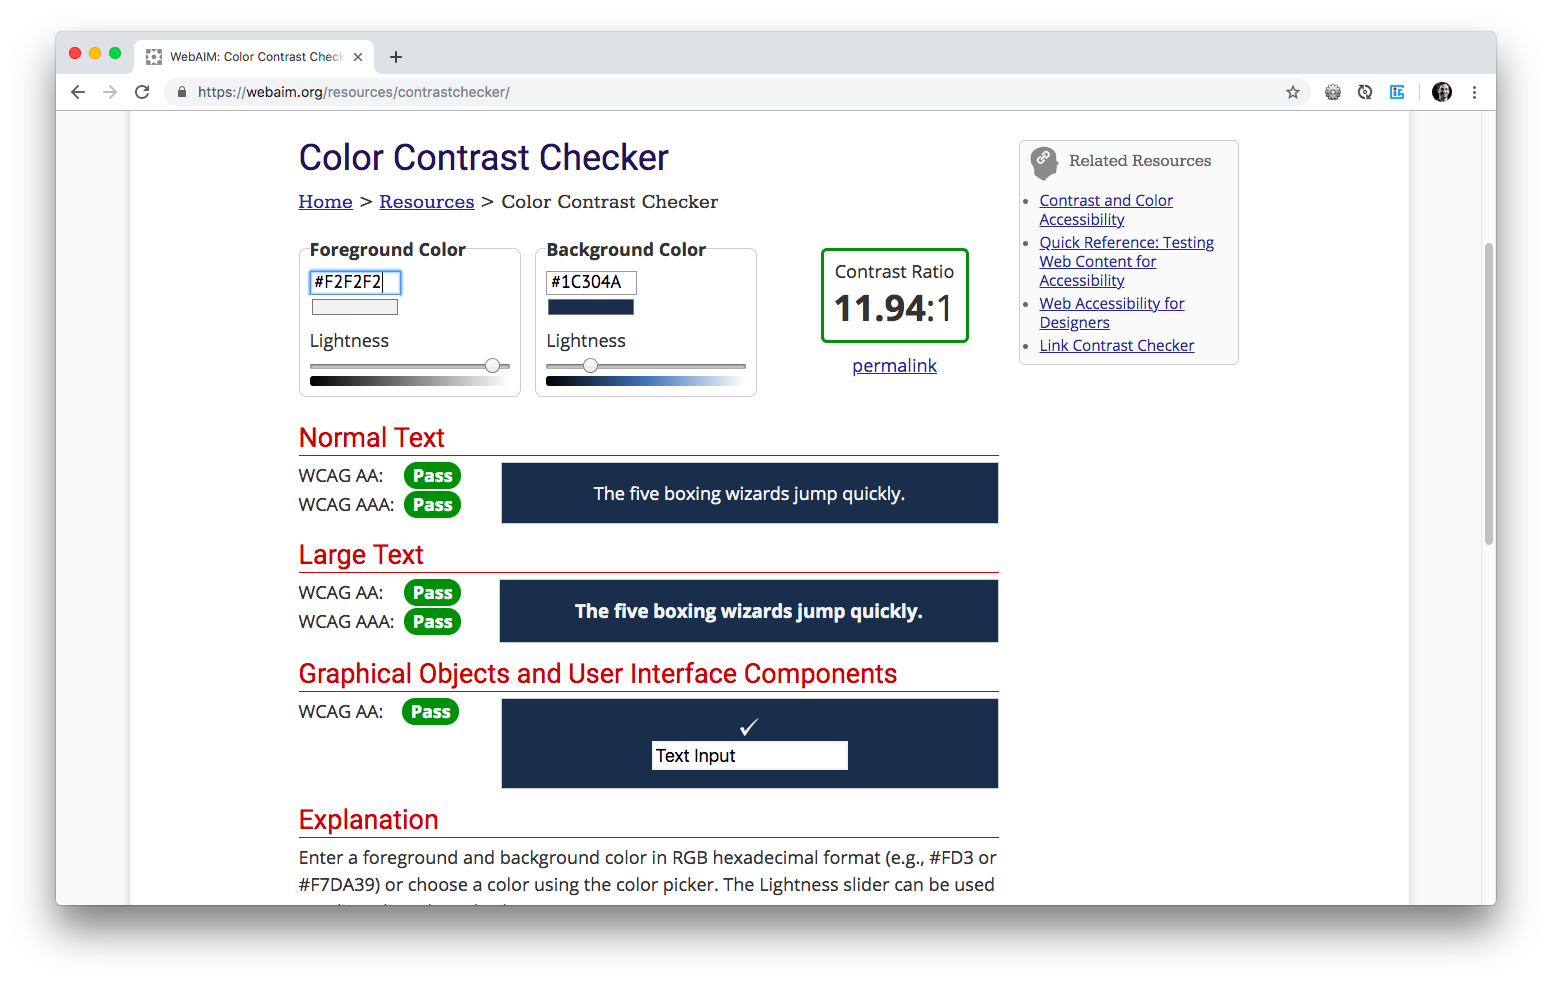 WebAIM: Color Contrast Check
https://webaim.org/resources/contrastchecker/
Color Contrast Checker
Home > Resources > Color Contrast Checker
Foreground Color
#F2F2F2
Lightness
Background Color
#1C304A
Lightness
Contrast Ratio
11.94:1
permalink
Related Resources
Contrast and Color
Accessibility
Quick Reference: Testing
Web Content for
Accessibility
Web Accessibility for
Designers
Link Contrast Checker
Normal Text
WCAG AA: Pass
WCAG AAA: Pass
The five boxing wizards jump quickly.
Large Text
WCAG AA: Pass
WCAG AAA: Pass
The five boxing wizards jump quickly.
Graphical Objects and User Interface Components
WCAG AA: Pass
✓
Text Input
Explanation
Enter a foreground and background color in RGB hexadecimal format (e.g., #FD3 or
#F7DA39) or choose a color using the color picker. The Lightness slider can be used